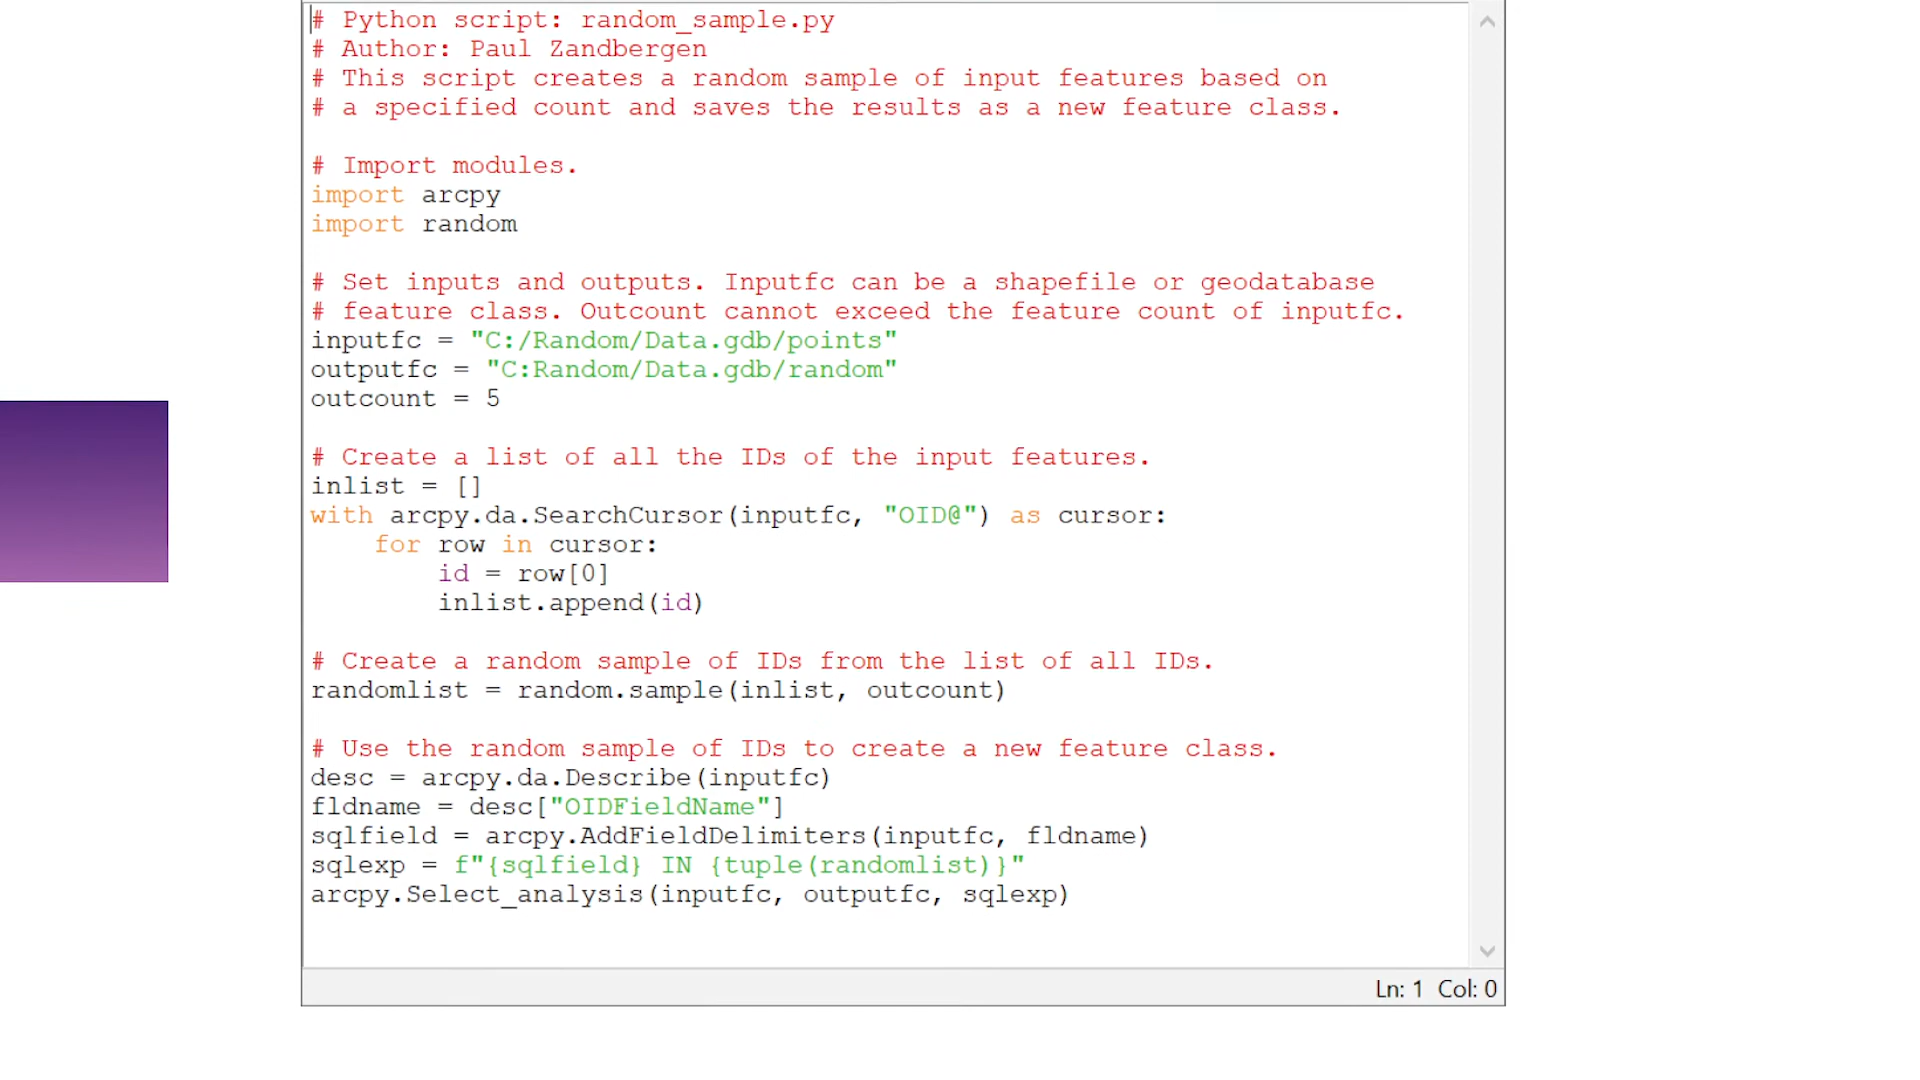 # Python script: random_sample.py
# Author: Paul Zandbergen
# This script creates a random sample of input features based on
# a specified count and saves the results as a new feature class.
# Import modules.
import arcpy
import random
# Set inputs and outputs. Inputfc can be a shapefile or geodatabase
# feature class. Outcount cannot exceed the feature count of inputfc.
inputfc = "C:/Random/Data.gdb/points"
outputfc = "C:Random/Data.gdb/random"
outcount = 5
# Create a list of all the IDs of the input features.
inlist = []
with arcpy.da.SearchCursor(inputfc, "OID@") as cursor:
    for row in cursor:
        id = row[0]
        inlist.append(id)
# Create a random sample of IDs from the list of all IDs.
randomlist = random.sample(inlist, outcount)
# Use the random sample of IDs to create a new feature class.
desc = arcpy.da.Describe(inputfc)
fldname = desc["OIDFieldName"]
sqlfield = arcpy.AddFieldDelimiters(inputfc, fldname)
sqlexp = f"{sqlfield} IN {tuple(randomlist)}"
arcpy.Select_analysis(inputfc, outputfc, sqlexp)
Ln: 1 Col: 0